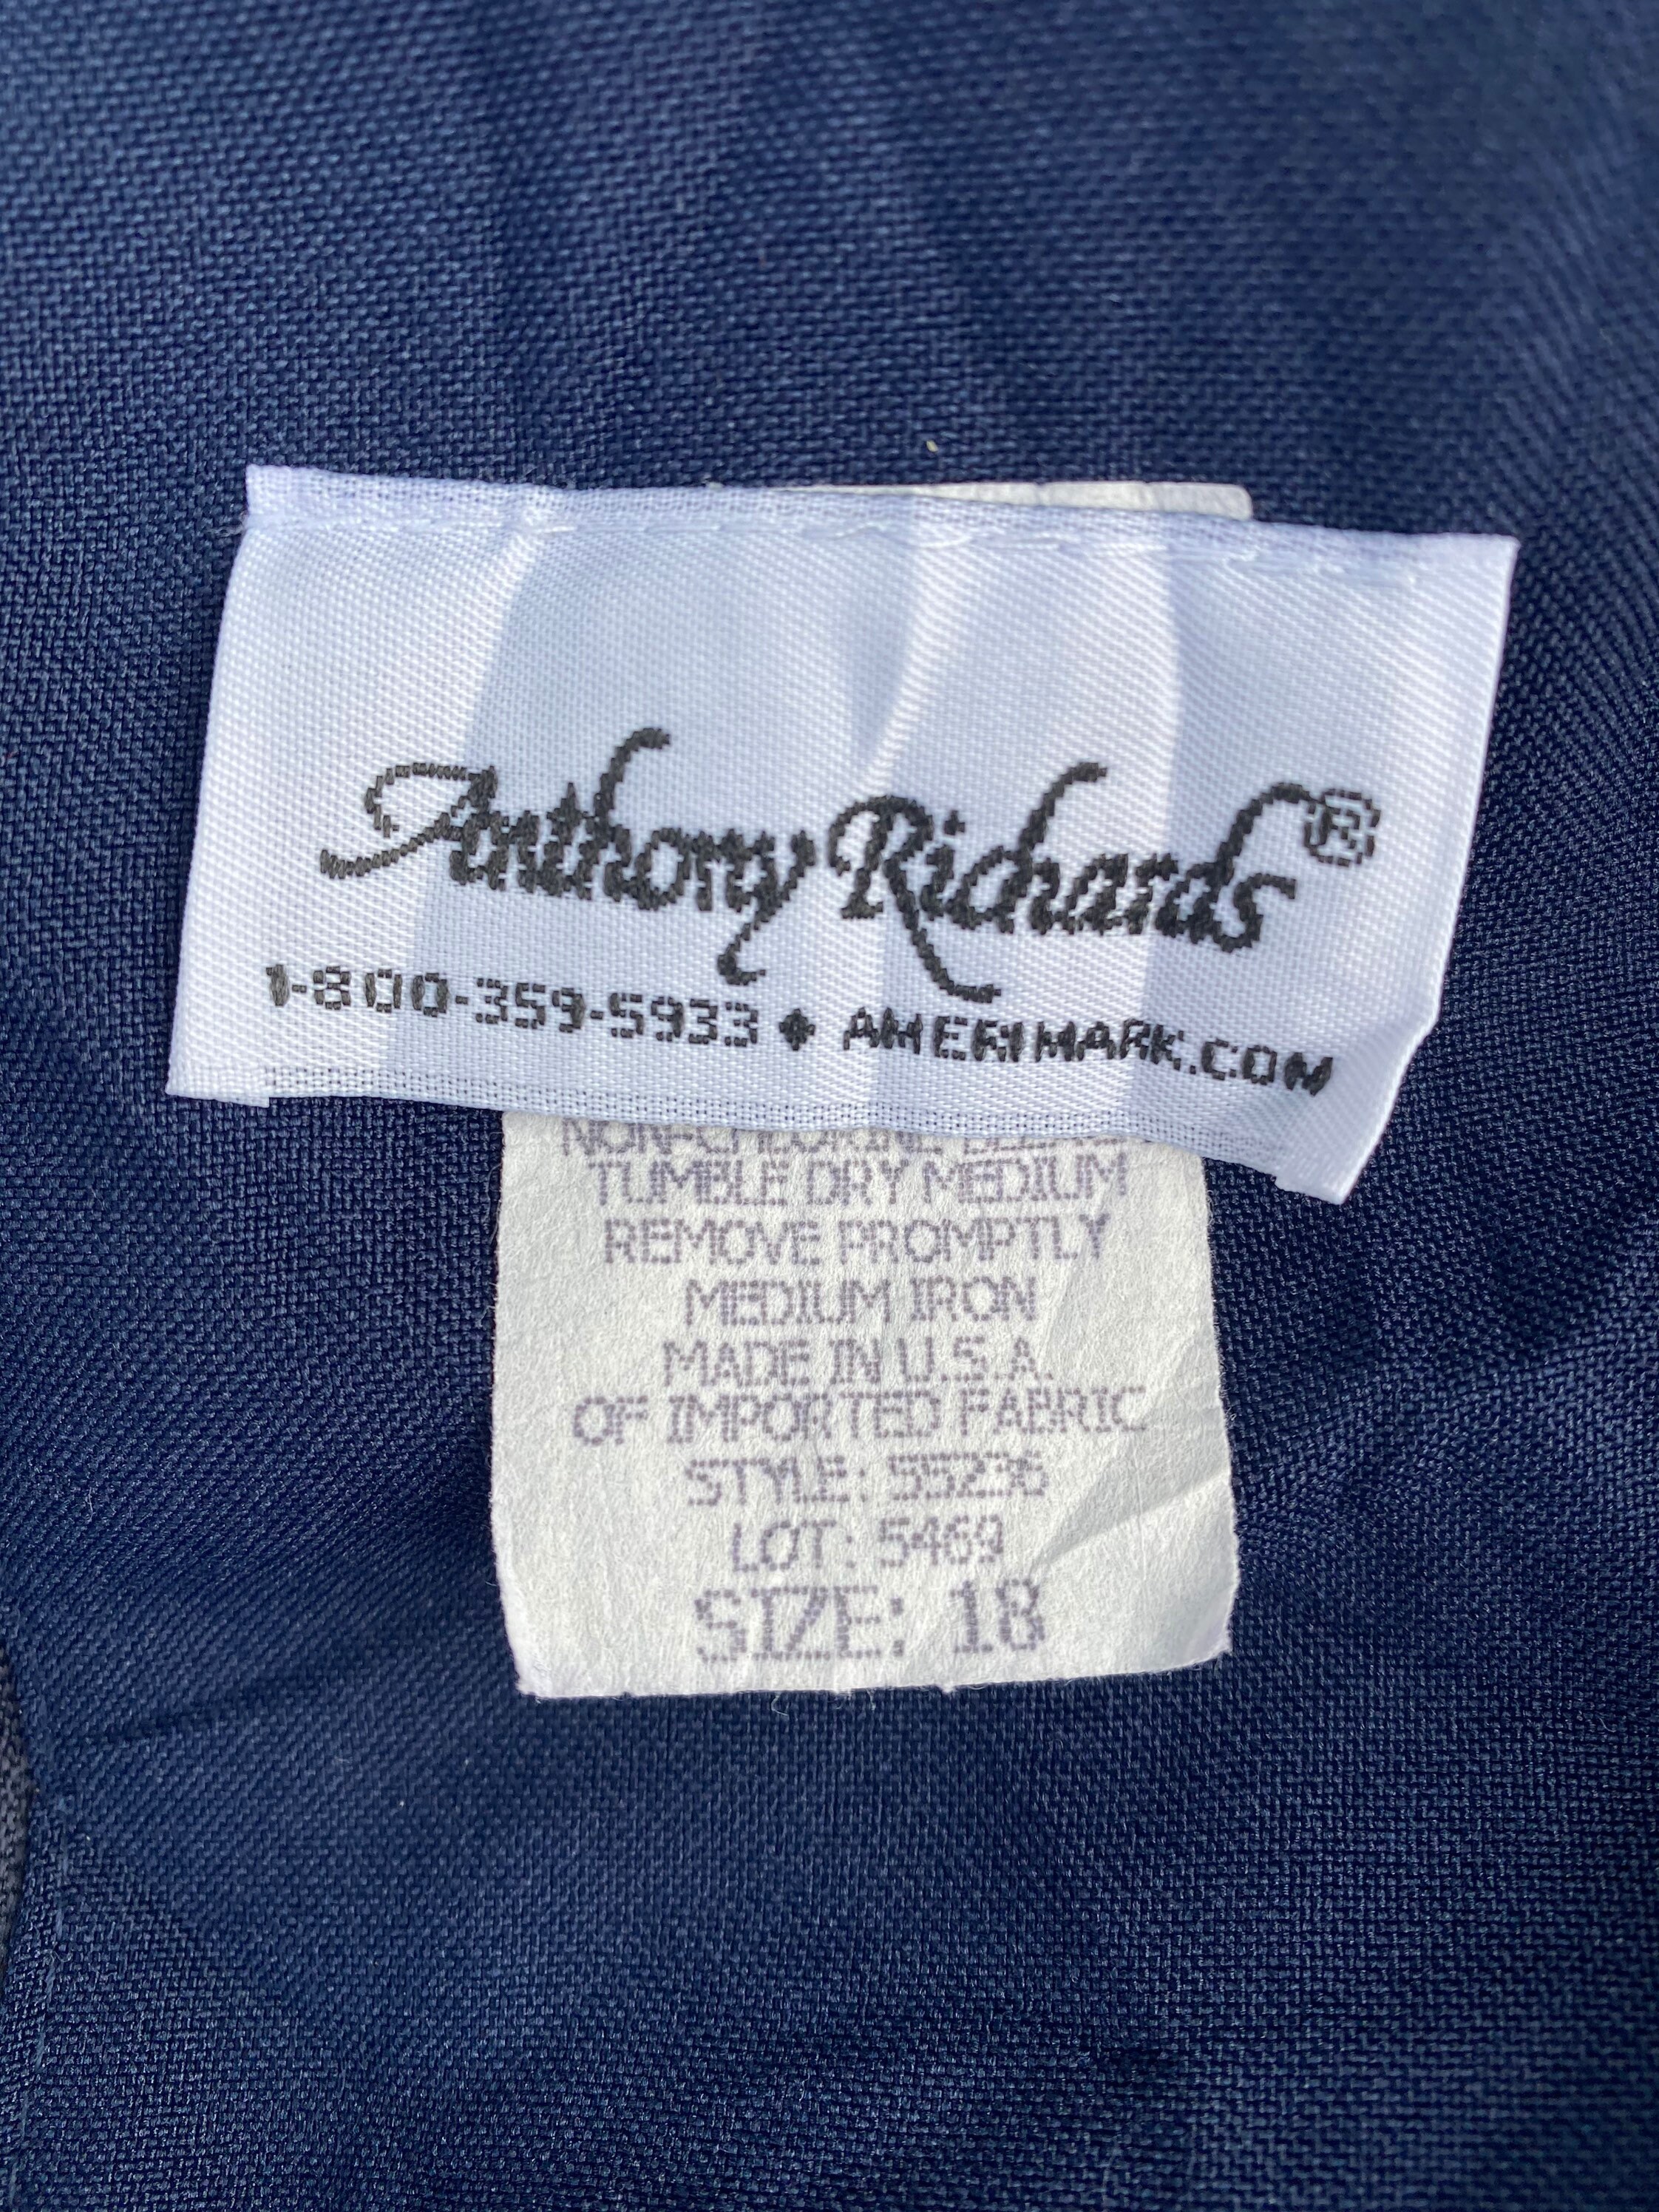 Anthony Richards®
1-800-359-5933 ♦ AMERIMARK.COM
TUMBLE DRY MEDIUM
REMOVE PROMPTLY
MEDIUM IRON
MADE IN U.S.A
OF IMPORTED FABRIC
STYLE: 55236
LOT: 5469
SIZE: 18